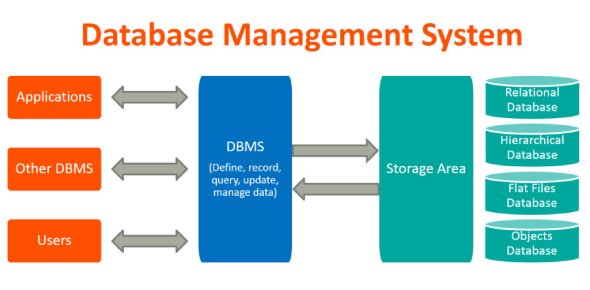 Database Management System
Applications
Other DBMS
Users
DBMS
(Define, record,
query, update,
manage data)
Storage Area
Relational
Database
Hierarchical
Database
Flat Files
Database
Objects
Database